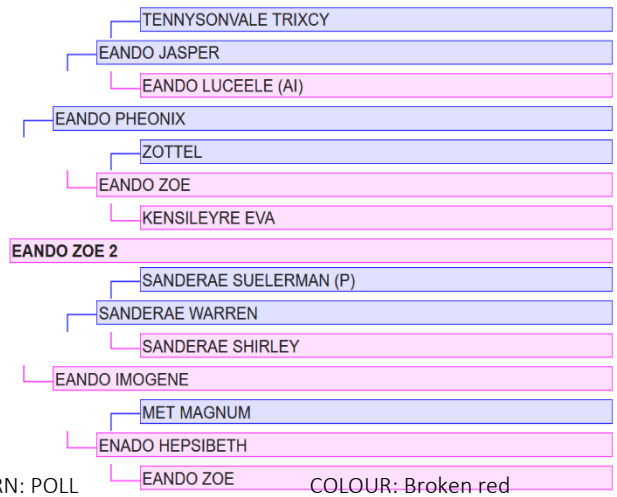 TENNYSONVALE TRIXCY
EANDO JASPER
EANDO LUCEELE (AI)
EANDO PHEONIX
ZOTTEL
EANDO ZOE
KENSILEYRE EVA
EANDO ZOE 2
SANDERAE SUELERMAN (P)
SANDERAE WARREN
SANDERAE SHIRLEY
EANDO IMOGENE
MET MAGNUM
ENADO HEPSIBETH
EANDO ZOE
RN: POLL COLOUR: Broken red